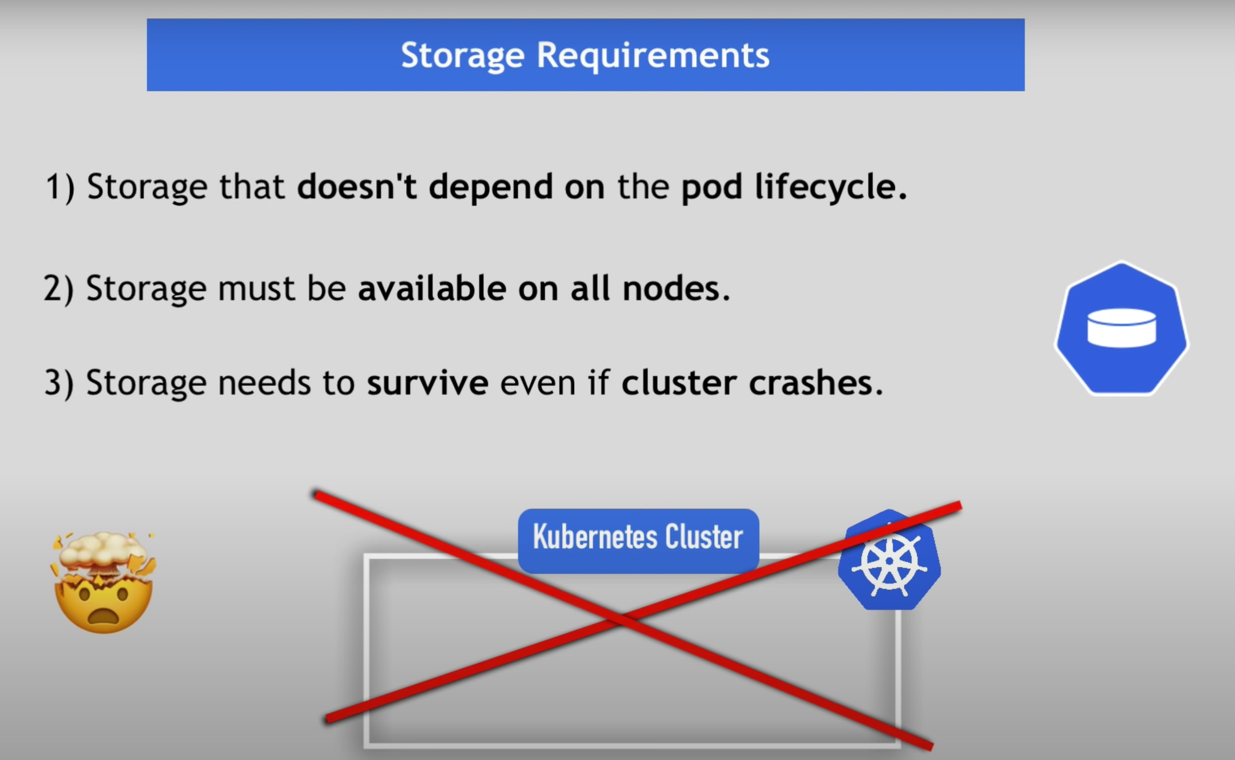 Storage Requirements
1) Storage that doesn't depend on the pod lifecycle.
2) Storage must be available on all nodes.
3) Storage needs to survive even if cluster crashes.
Kubernetes Cluster